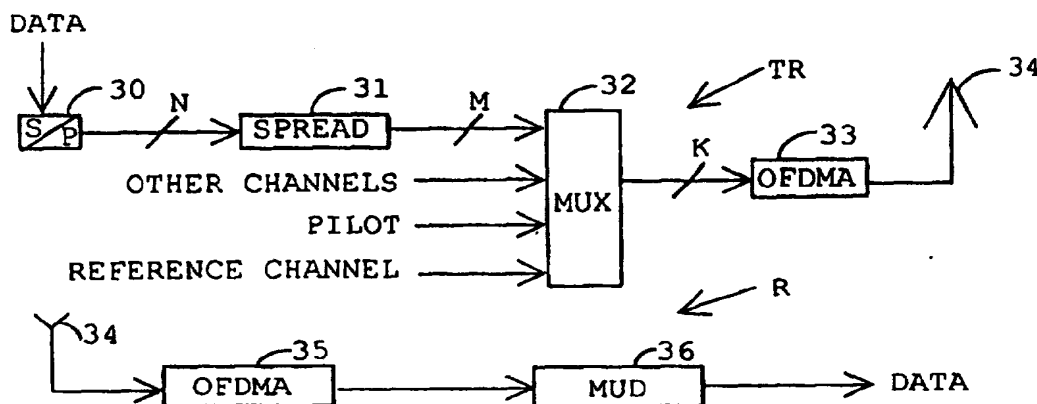 DATA
30
N
31
M
32
TR
34
S/P
SPREAD
K
33
OTHER CHANNELS
MUX
OFDMA
PILOT
REFERENCE CHANNEL
R
34
35
36
OFDMA
MUD
DATA